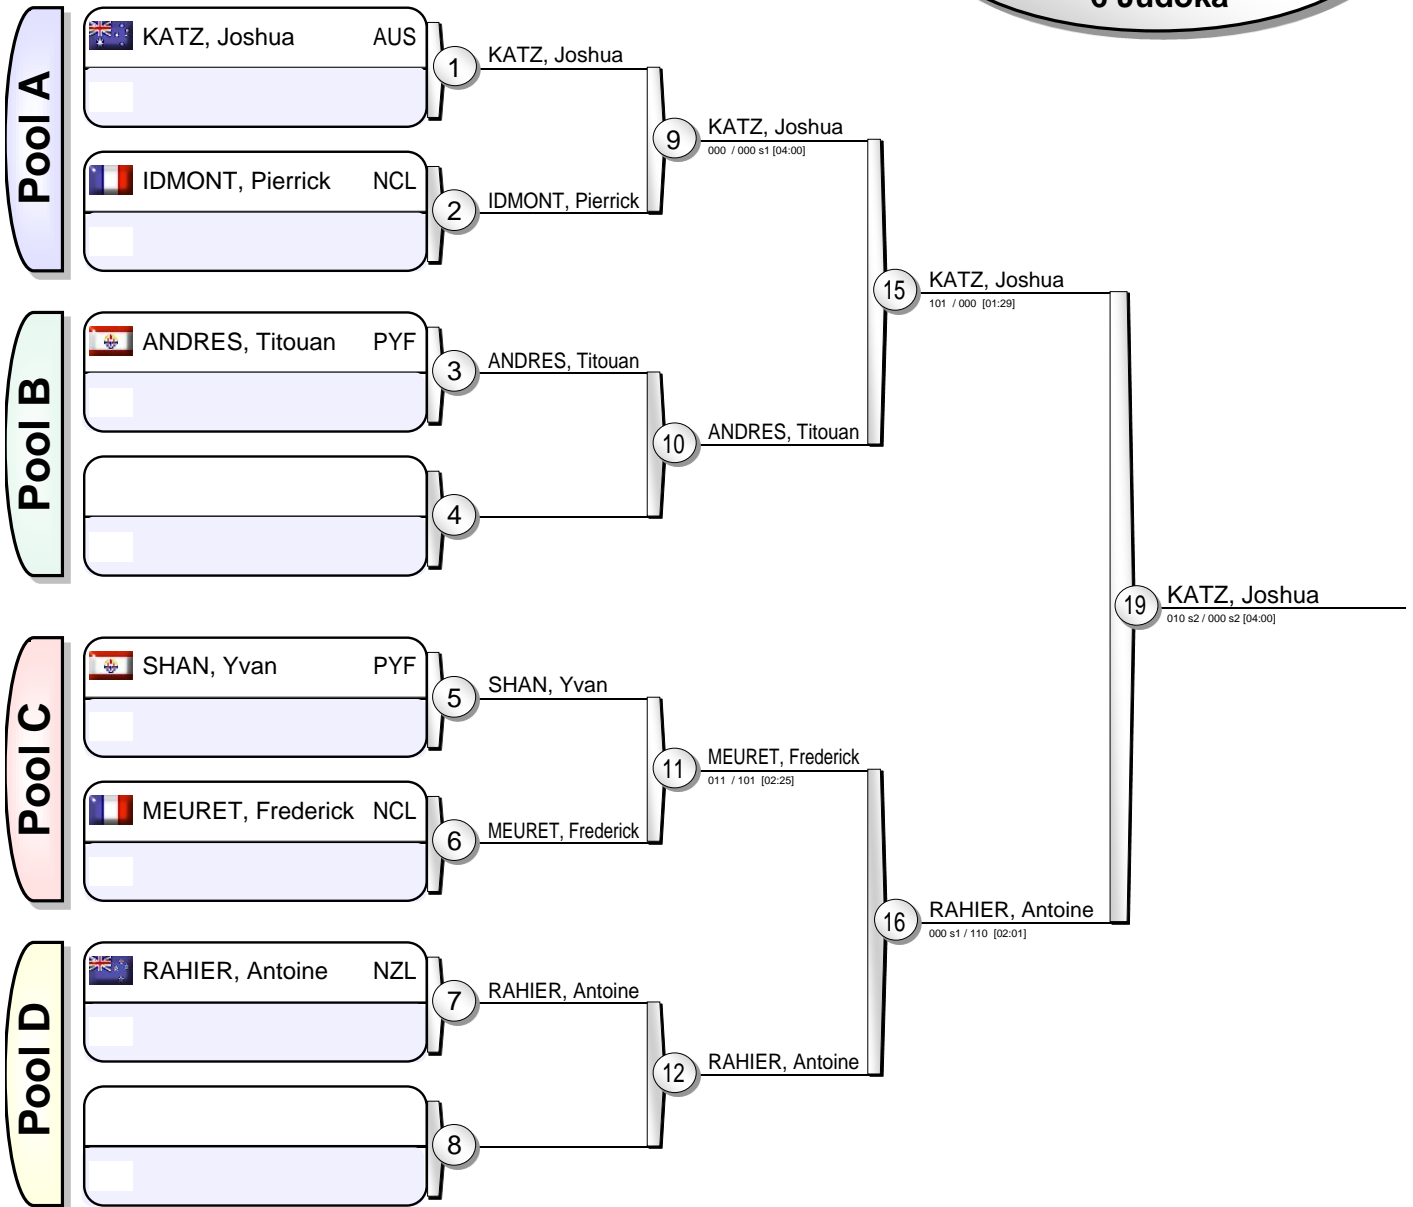 6 Judoka
Pool A
KATZ, Joshua AUS
1
KATZ, Joshua
IDMONT, Pierrick NCL
2
IDMONT, Pierrick
9
KATZ, Joshua
000 / 000 s1 [04:00]
Pool B
ANDRES, Titouan PYF
3
ANDRES, Titouan
4
10
ANDRES, Titouan
15
KATZ, Joshua
101 / 000 [01:29]
Pool C
SHAN, Yvan PYF
5
SHAN, Yvan
MEURET, Frederick NCL
6
MEURET, Frederick
11
MEURET, Frederick
011 / 101 [02:25]
Pool D
RAHIER, Antoine NZL
7
RAHIER, Antoine
8
12
RAHIER, Antoine
16
RAHIER, Antoine
000 s1 / 110 [02:01]
19
KATZ, Joshua
010 s2 / 000 s2 [04:00]